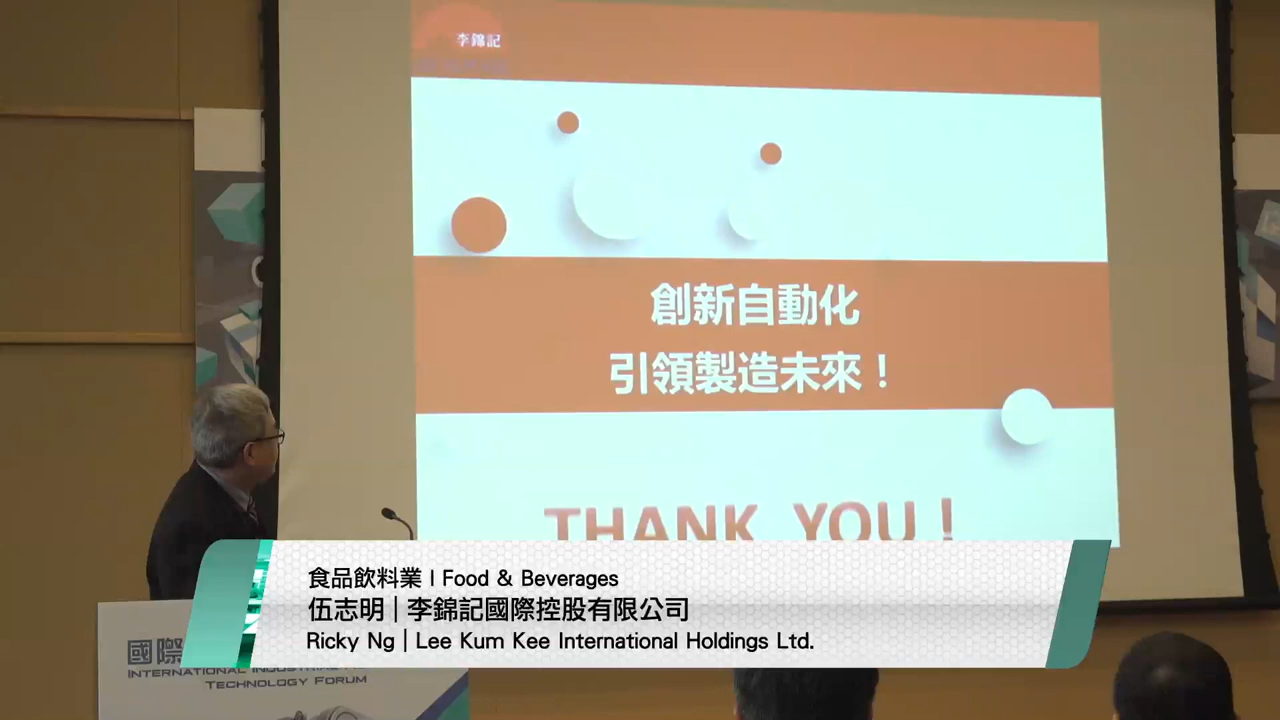 李錦記
創新自動化
引領製造未來！
THANK YOU !
食品飲料業 | Food & Beverages
伍志明 | 李錦記國際控股有限公司
Ricky Ng | Lee Kum Kee International Holdings Ltd.
國際
INTERNATIONAL INDUSTRIAL
TECHNOLOGY FORUM